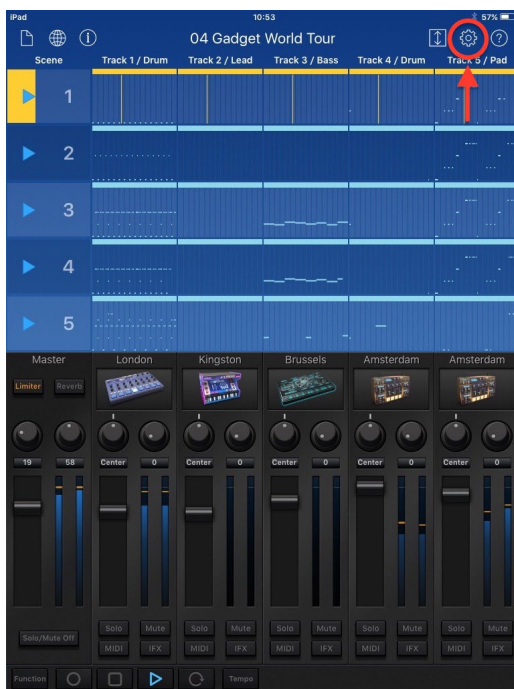 iPad 10:53 57%
04 Gadget World Tour
Scene Track 1 / Drum Track 2 / Lead Track 3 / Bass Track 4 / Drum Track 5 / Pad
1
2
3
4
5
Master London Kingston Brussels Amsterdam Amsterdam
Limiter Reverb
19 58 Center 0 Center 0 Center 0 Center 0 Center 0
Solo Mute Solo Mute Solo Mute Solo Mute Solo Mute
Solo/Mute Off
MIDI IFX MIDI IFX MIDI IFX MIDI IFX MIDI IFX
Function Tempo